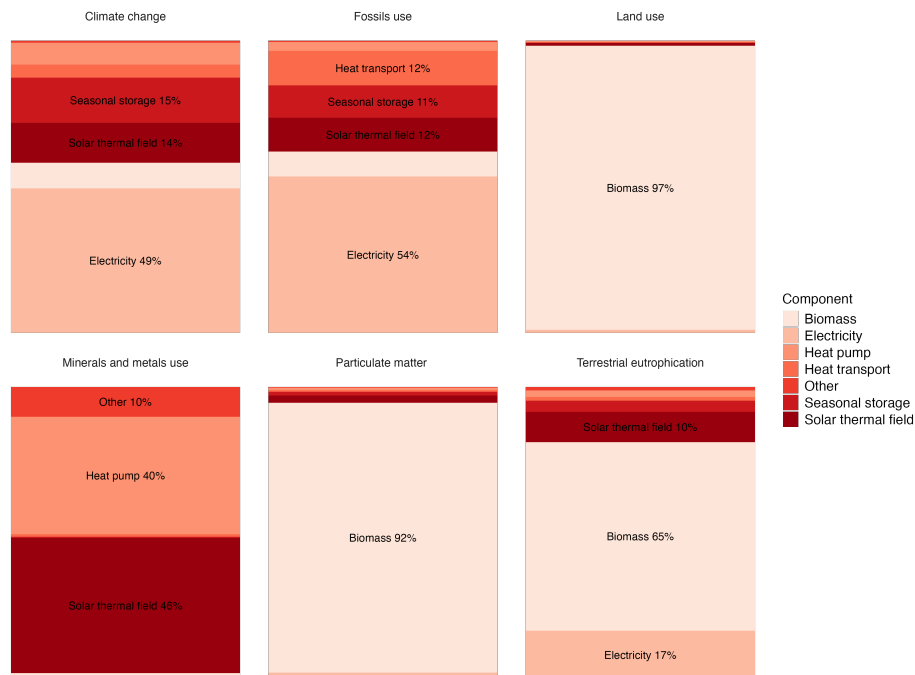 Climate change
Fossils use
Land use
Heat transport 12%
Seasonal storage 15%
Seasonal storage 11%
Solar thermal field 14%
Solar thermal field 12%
Biomass 97%
Electricity 49%
Electricity 54%
Minerals and metals use
Particulate matter
Terrestrial eutrophication
Other 10%
Solar thermal field 10%
Heat pump 40%
Biomass 92%
Biomass 65%
Solar thermal field 46%
Electricity 17%
Component
Biomass
Electricity
Heat pump
Heat transport
Other
Seasonal storage
Solar thermal field